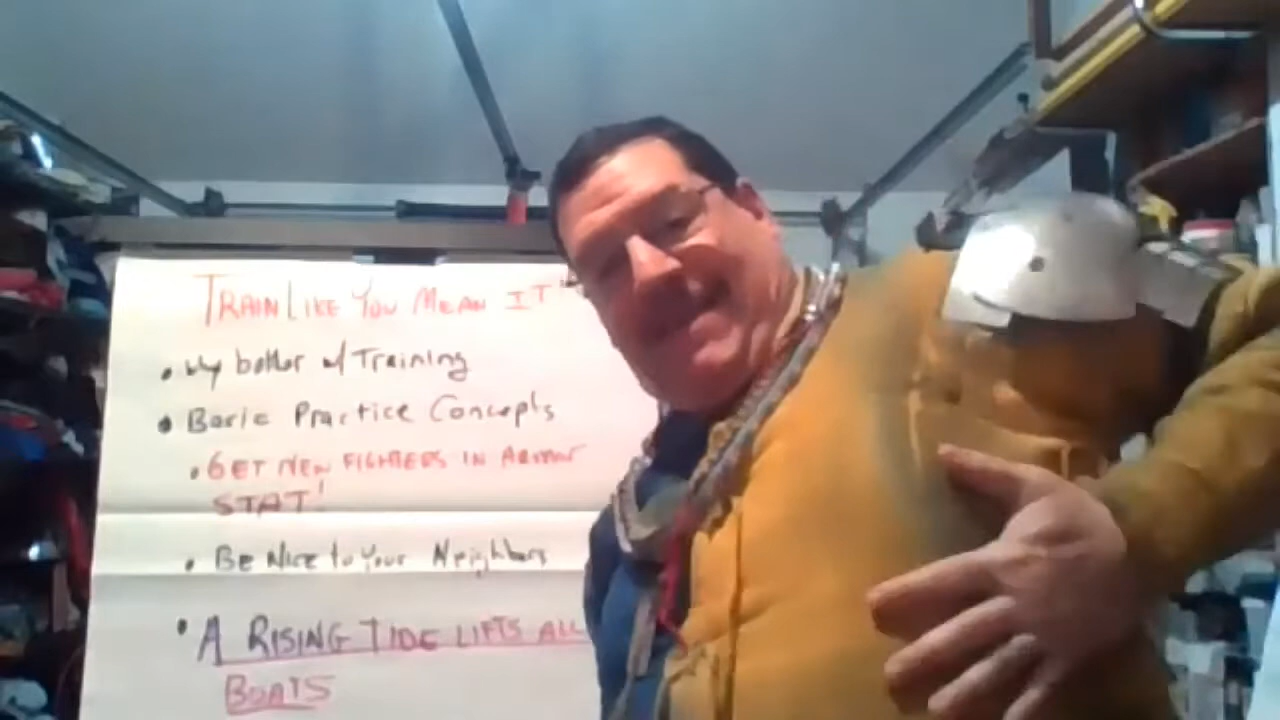 TRAIN LIKE YOU MEAN IT"
• Why bother w/ Training
• Basic Practice Concepts
• GET NEW FIGHTERS IN ARMOR
STAT!
• Be Nice to Your Neighbors
• A RISING TIDE LIFTS ALL
BOATS